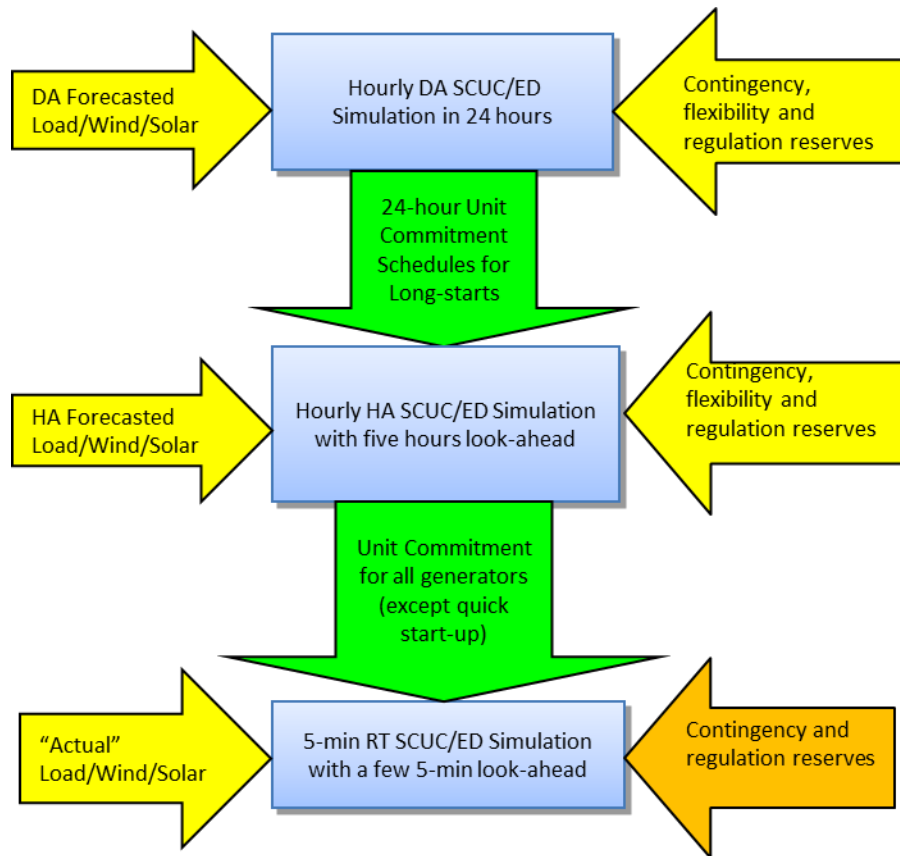 DA Forecasted
Load/Wind/Solar
Hourly DA SCUC/ED
Simulation in 24 hours
Contingency,
flexibility and
regulation reserves
24-hour Unit
Commitment
Schedules for
Long-starts
HA Forecasted
Load/Wind/Solar
Hourly HA SCUC/ED Simulation
with five hours look-ahead
Contingency,
flexibility and
regulation reserves
Unit Commitment
for all generators
(except quick
start-up)
“Actual”
Load/Wind/Solar
5-min RT SCUC/ED Simulation
with a few 5-min look-ahead
Contingency and
regulation reserves